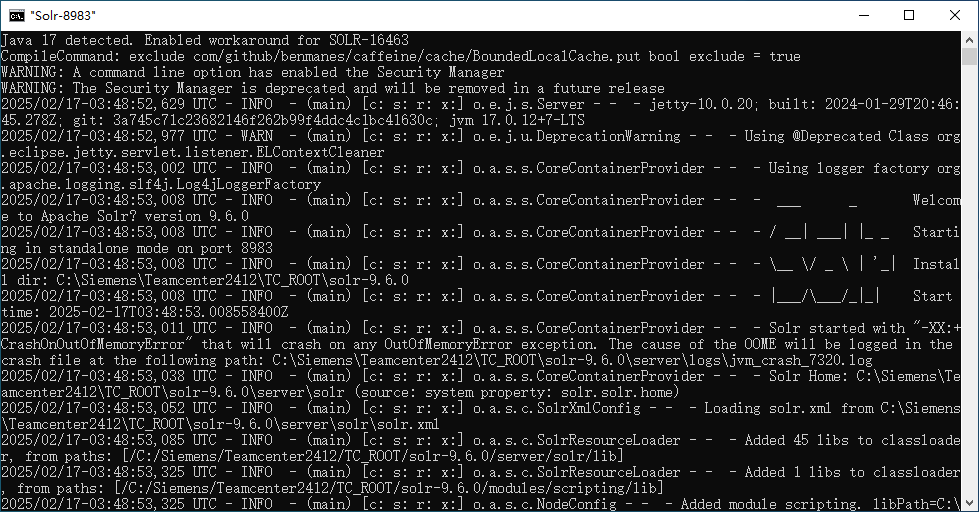 "Solr-8983"
Java 17 detected. Enabled workaround for SOLR-16463
CompileCommand: exclude com/github/benmanes/caffeine/cache/BoundedLocalCache.put bool exclude = true
WARNING: A command line option has enabled the Security Manager
WARNING: The Security Manager is deprecated and will be removed in a future release
2025/02/17-03:48:52,629 UTC - INFO  - (main) [c: s: r: x:] o.e.j.s.Server - -  - jetty-10.0.20; built: 2024-01-29T20:46:
45.278Z; git: 3a745c71c23682146f262b99f4ddc4c1bc41630c; jvm 17.0.12+7-LTS
2025/02/17-03:48:52,977 UTC - WARN  - (main) [c: s: r: x:] o.e.j.u.DeprecationWarning - -  - Using @Deprecated Class org
.eclipse.jetty.servlet.listener.ELContextCleaner
2025/02/17-03:48:53,002 UTC - INFO  - (main) [c: s: r: x:] o.a.s.s.CoreContainerProvider - -  - Using logger factory org
.apache.logging.slf4j.Log4jLoggerFactory
2025/02/17-03:48:53,008 UTC - INFO  - (main) [c: s: r: x:] o.a.s.s.CoreContainerProvider - -  -  ___      _       Welcom
e to Apache Solr? version 9.6.0
2025/02/17-03:48:53,008 UTC - INFO  - (main) [c: s: r: x:] o.a.s.s.CoreContainerProvider - -  - / __| ___| |_ _   Starti
ng in standalone mode on port 8983
2025/02/17-03:48:53,008 UTC - INFO  - (main) [c: s: r: x:] o.a.s.s.CoreContainerProvider - -  - \__ \/ _ \ | '_|  Instal
l dir: C:\Siemens\Teamcenter2412\TC_ROOT\solr-9.6.0
2025/02/17-03:48:53,008 UTC - INFO  - (main) [c: s: r: x:] o.a.s.s.CoreContainerProvider - -  - |___/\___/_|_|    Start
time: 2025-02-17T03:48:53.008558400Z
2025/02/17-03:48:53,011 UTC - INFO  - (main) [c: s: r: x:] o.a.s.s.CoreContainerProvider - -  - Solr started with "-XX:+
CrashOnOutOfMemoryError" that will crash on any OutOfMemoryError exception. The cause of the OOME will be logged in the
crash file at the following path: C:\Siemens\Teamcenter2412\TC_ROOT\solr-9.6.0\server\logs\jvm_crash_7320.log
2025/02/17-03:48:53,038 UTC - INFO  - (main) [c: s: r: x:] o.a.s.s.CoreContainerProvider - -  - Solr Home: C:\Siemens\Te
amcenter2412\TC_ROOT\solr-9.6.0\server\solr (source: system property: solr.solr.home)
2025/02/17-03:48:53,052 UTC - INFO  - (main) [c: s: r: x:] o.a.s.c.SolrXmlConfig - -  - Loading solr.xml from C:\Siemens
\Teamcenter2412\TC_ROOT\solr-9.6.0\server\solr\solr.xml
2025/02/17-03:48:53,085 UTC - INFO  - (main) [c: s: r: x:] o.a.s.c.SolrResourceLoader - -  - Added 45 libs to classloade
r, from paths: [/C:/Siemens/Teamcenter2412/TC_ROOT/solr-9.6.0/server/solr/lib]
2025/02/17-03:48:53,325 UTC - INFO  - (main) [c: s: r: x:] o.a.s.c.SolrResourceLoader - -  - Added 1 libs to classloader
, from paths: [/C:/Siemens/Teamcenter2412/TC_ROOT/solr-9.6.0/modules/scripting/lib]
2025/02/17-03:48:53,325 UTC - INFO  - (main) [c: s: r: x:] o.a.s.c.NodeConfig - -  - Added module scripting. libPath=C:\